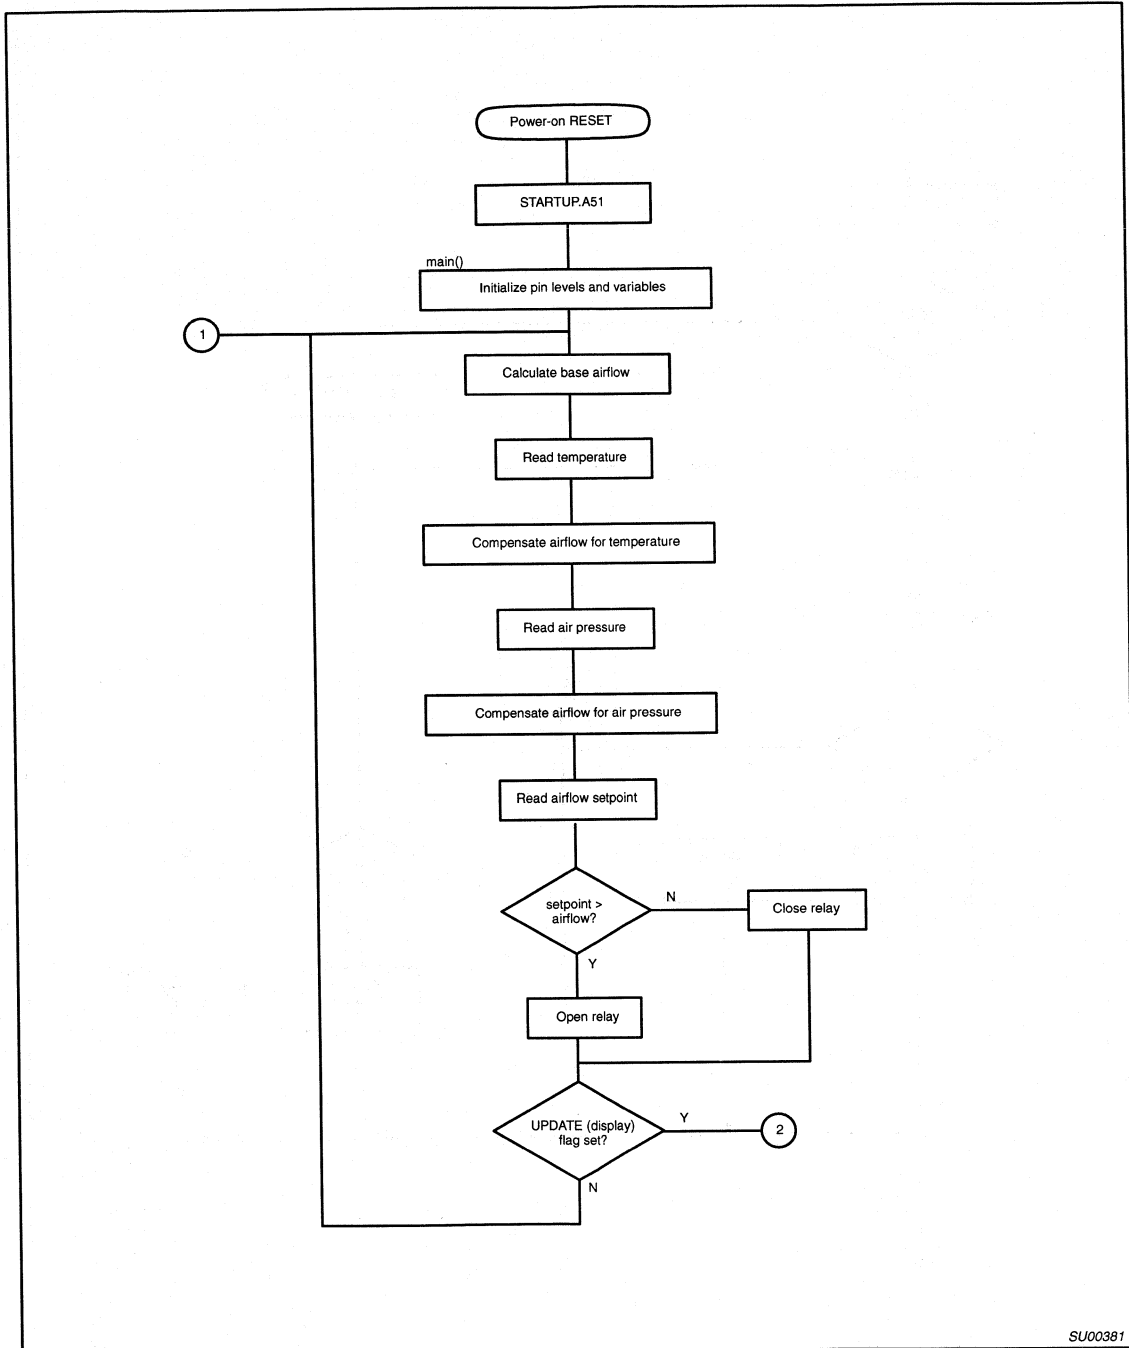 Power-on RESET
STARTUP.A51
main()
Initialize pin levels and variables
1
Calculate base airflow
Read temperature
Compensate airflow for temperature
Read air pressure
Compensate airflow for air pressure
Read airflow setpoint
setpoint >
airflow?
N
Close relay
Y
Open relay
UPDATE (display)
flag set?
Y
2
N
SU00381